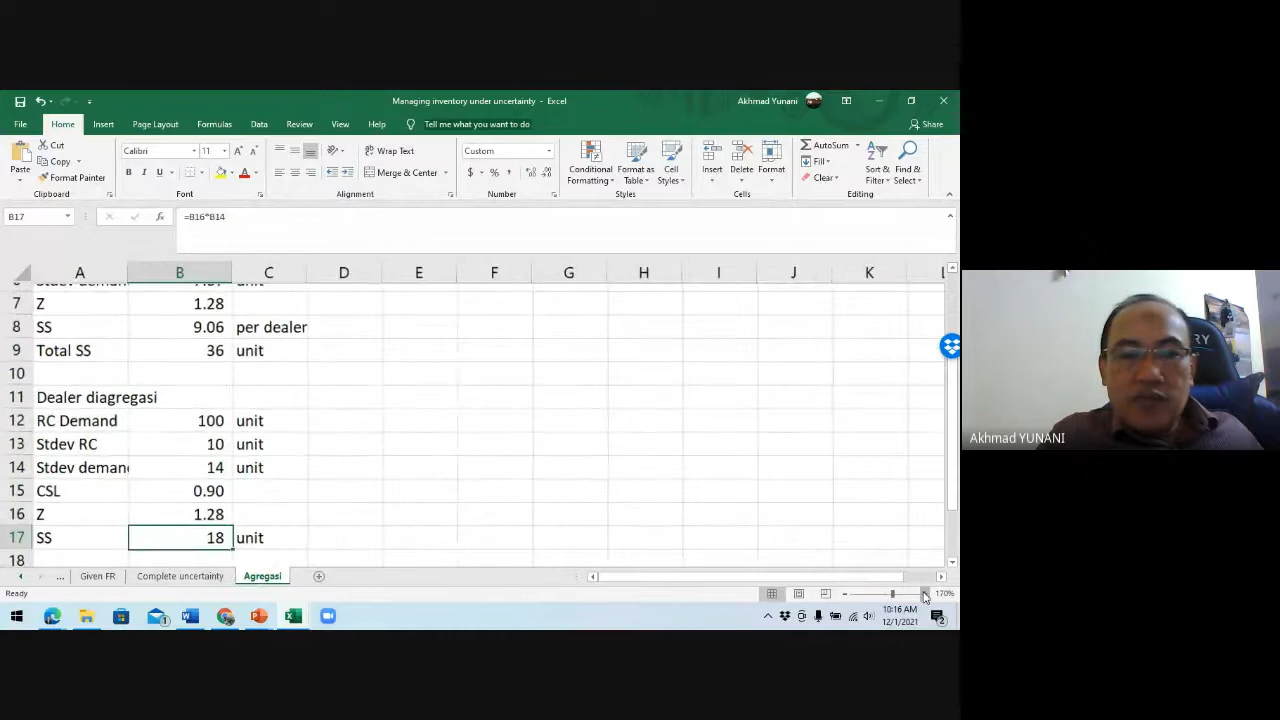 Managing inventory under uncertainty - Excel
Akhmad Yunani
File Home Insert Page Layout Formulas Data Review View Help Tell me what you want to do Share
Paste
Cut
Copy
Format Painter
Clipboard
Calibri 11
B I U
Font
Wrap Text
Merge & Center
Alignment
Custom
$ % ,
Number
Conditional Formatting
Format as Table
Cell Styles
Styles
Insert Delete Format
Cells
AutoSum
Fill
Clear
Sort & Filter
Find & Select
Editing
B17 fx =B16*B14
A B C D E F G H I J K L
7 Z 1.28
8 SS 9.06 per dealer
9 Total SS 36 unit
10
11 Dealer diagregasi
12 RC Demand 100 unit
13 Stdev RC 10 unit
14 Stdev deman 14 unit
15 CSL 0.90
16 Z 1.28
17 SS 18 unit
18
... Given FR Complete uncertainty Agregasi
Ready 170%
10:16 AM
12/1/2021
Akhmad YUNANI